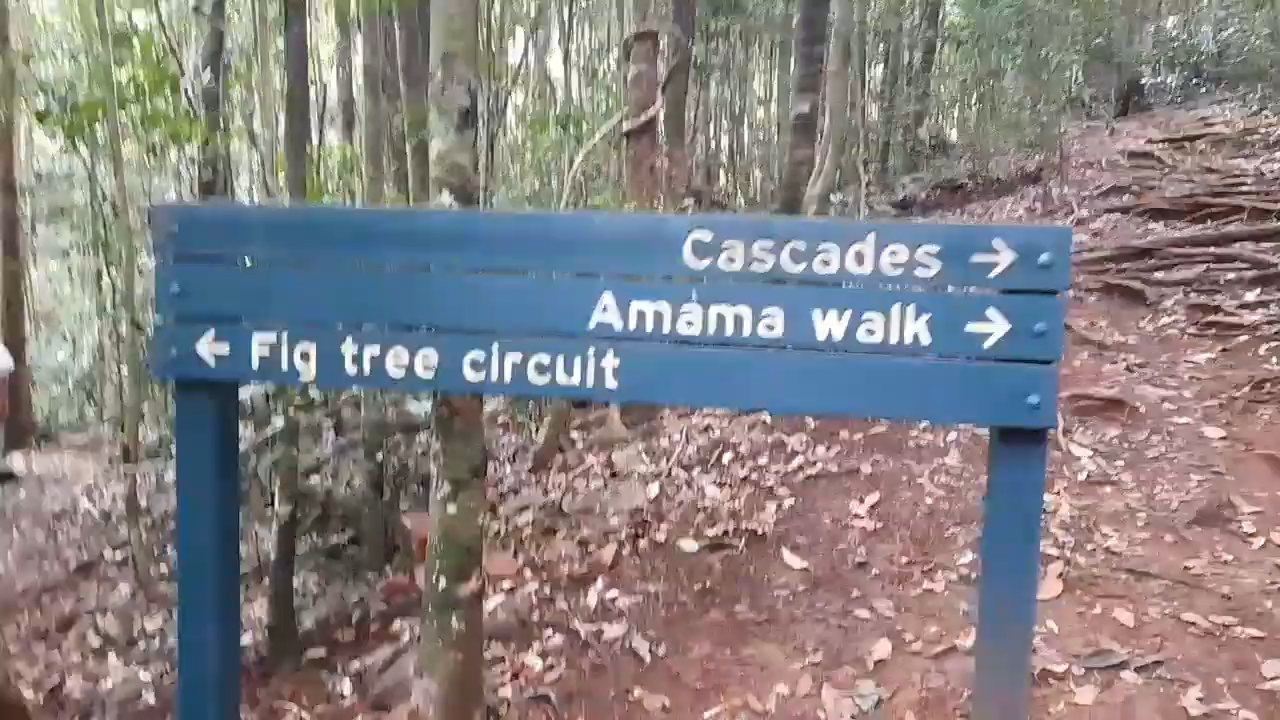 Cascades →
Amama walk →
← Fig tree circuit